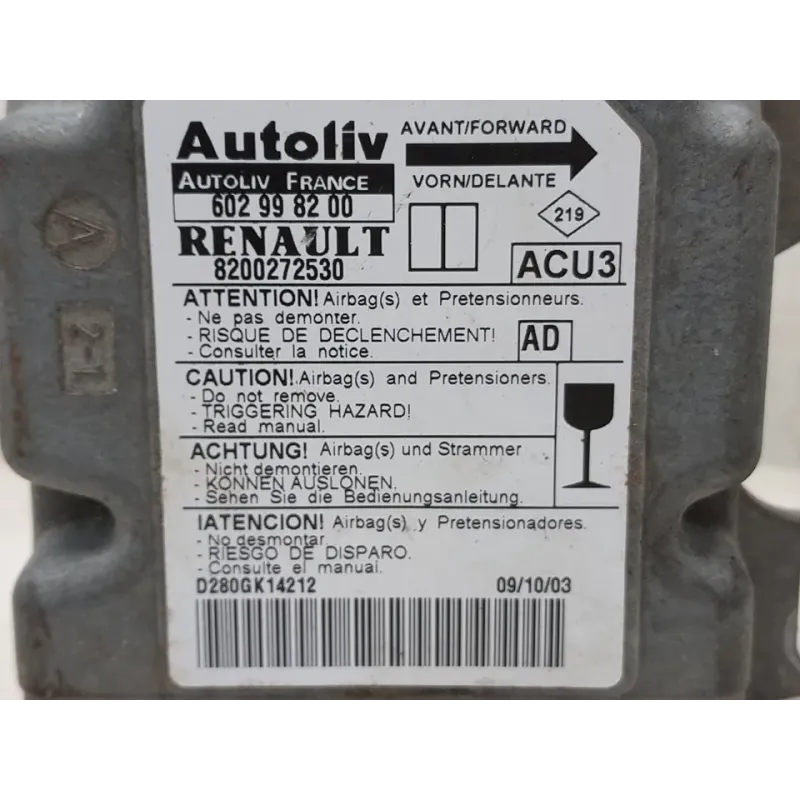 Autoliv
AVANT/FORWARD
AUTOLIV FRANCE
VORN/DELANTE
602 99 82 00
219
RENAULT
8200272530
ACU3
ATTENTION! Airbag(s) et Pretensionneurs.
- Ne pas demonter.
- RISQUE DE DECLENCHEMENT!
- Consulter la notice.
AD
CAUTION! Airbag(s) and Pretensioners.
- Do not remove.
- TRIGGERING HAZARD!
- Read manual.
ACHTUNG! Airbag(s) und Strammer
- Nicht demontieren.
- KONNEN AUSLONEN.
- Sehen Sie die Bedienungsanleitung.
IATENCION! Airbag(s) y Pretensionadores.
- No desmontar
- RIESGO DE DISPARO.
- Consulte el manual.
D280GK14212
09/10/03
A
2-1